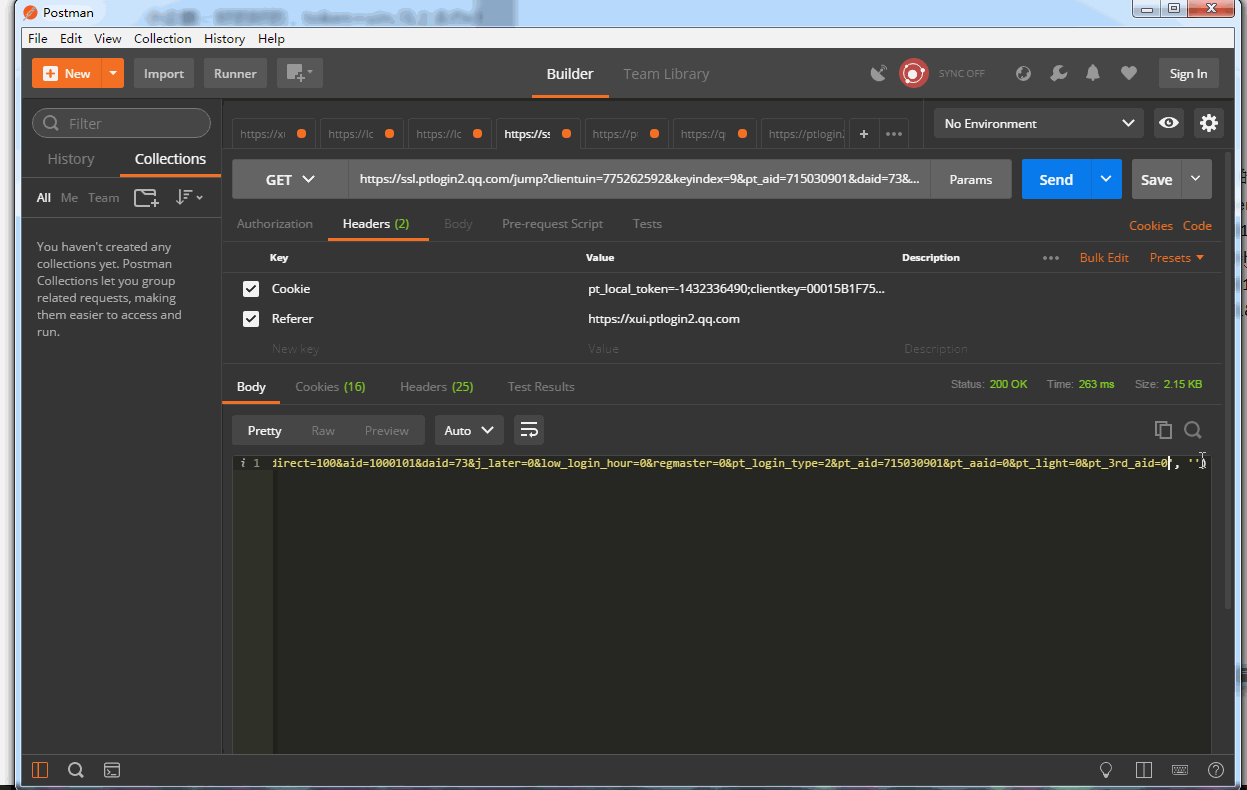 Postman
File Edit View Collection History Help
New Import Runner Builder Team Library SYNC OFF Sign In
Filter
History Collections
All Me Team
You haven't created any
collections yet. Postman
Collections let you group
related requests, making
them easier to access and
run.
https://xu https://lc https://lc https://ss https://p https://q https://ptlogin. + •••
No Environment
GET https://ssl.ptlogin2.qq.com/jump?clientuin=775262592&keyindex=9&pt_aid=715030901&daid=73&... Params Send Save
Authorization Headers (2) Body Pre-request Script Tests Cookies Code
Key Value Description ••• Bulk Edit Presets
Cookie pt_local_token=-1432336490;clientkey=00015B1F75...
Referer https://xui.ptlogin2.qq.com
New key Value Description
Body Cookies (16) Headers (25) Test Results Status: 200 OK Time: 263 ms Size: 2.15 KB
Pretty Raw Preview Auto
i 1 direct=100&aid=1000101&daid=73&j_later=0&low_login_hour=0&regmaster=0&pt_login_type=2&pt_aid=715030901&pt_aaid=0&pt_light=0&pt_3rd_aid=0', '')